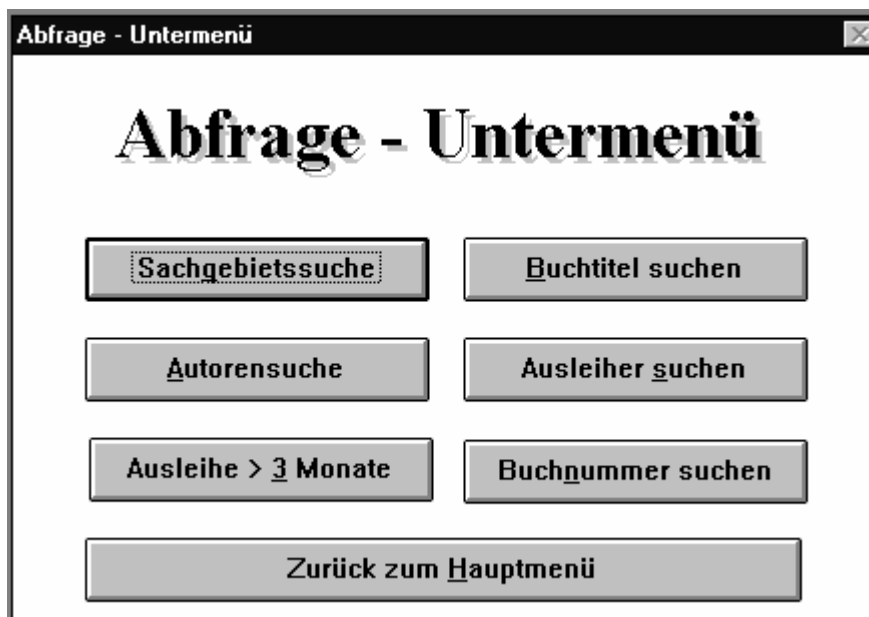 Abfrage - Untermenü
Abfrage - Untermenü
Sachgebietssuche
Buchtitel suchen
Autorensuche
Ausleiher suchen
Ausleihe > 3 Monate
Buchnummer suchen
Zurück zum Hauptmenü